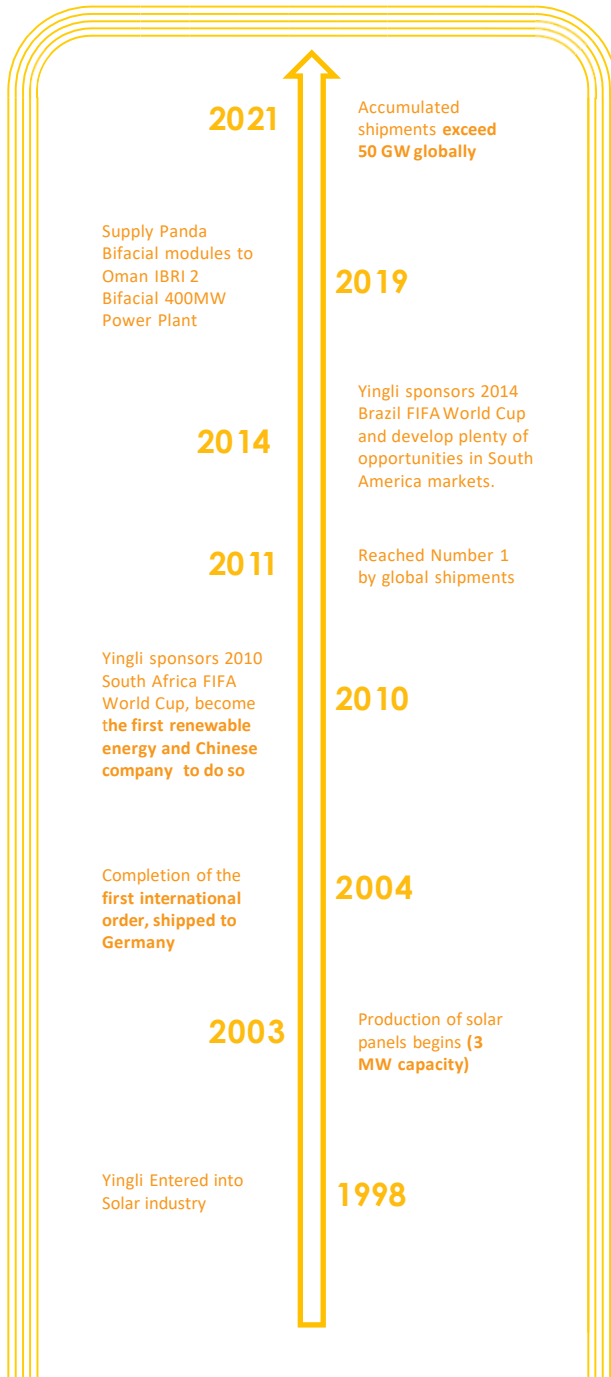 2021
Accumulated
shipments exceed
50 GW globally
Supply Panda
Bifacial modules to
Oman IBRI 2
Bifacial 400MW
Power Plant
2019
2014
Yingli sponsors 2014
Brazil FIFA World Cup
and develop plenty of
opportunities in South
America markets.
2011
Reached Number 1
by global shipments
Yingli sponsors 2010
South Africa FIFA
World Cup, become
the first renewable
energy and Chinese
company to do so
2010
Completion of the
first international
order, shipped to
Germany
2004
2003
Production of solar
panels begins (3
MW capacity)
Yingli Entered into
Solar industry
1998